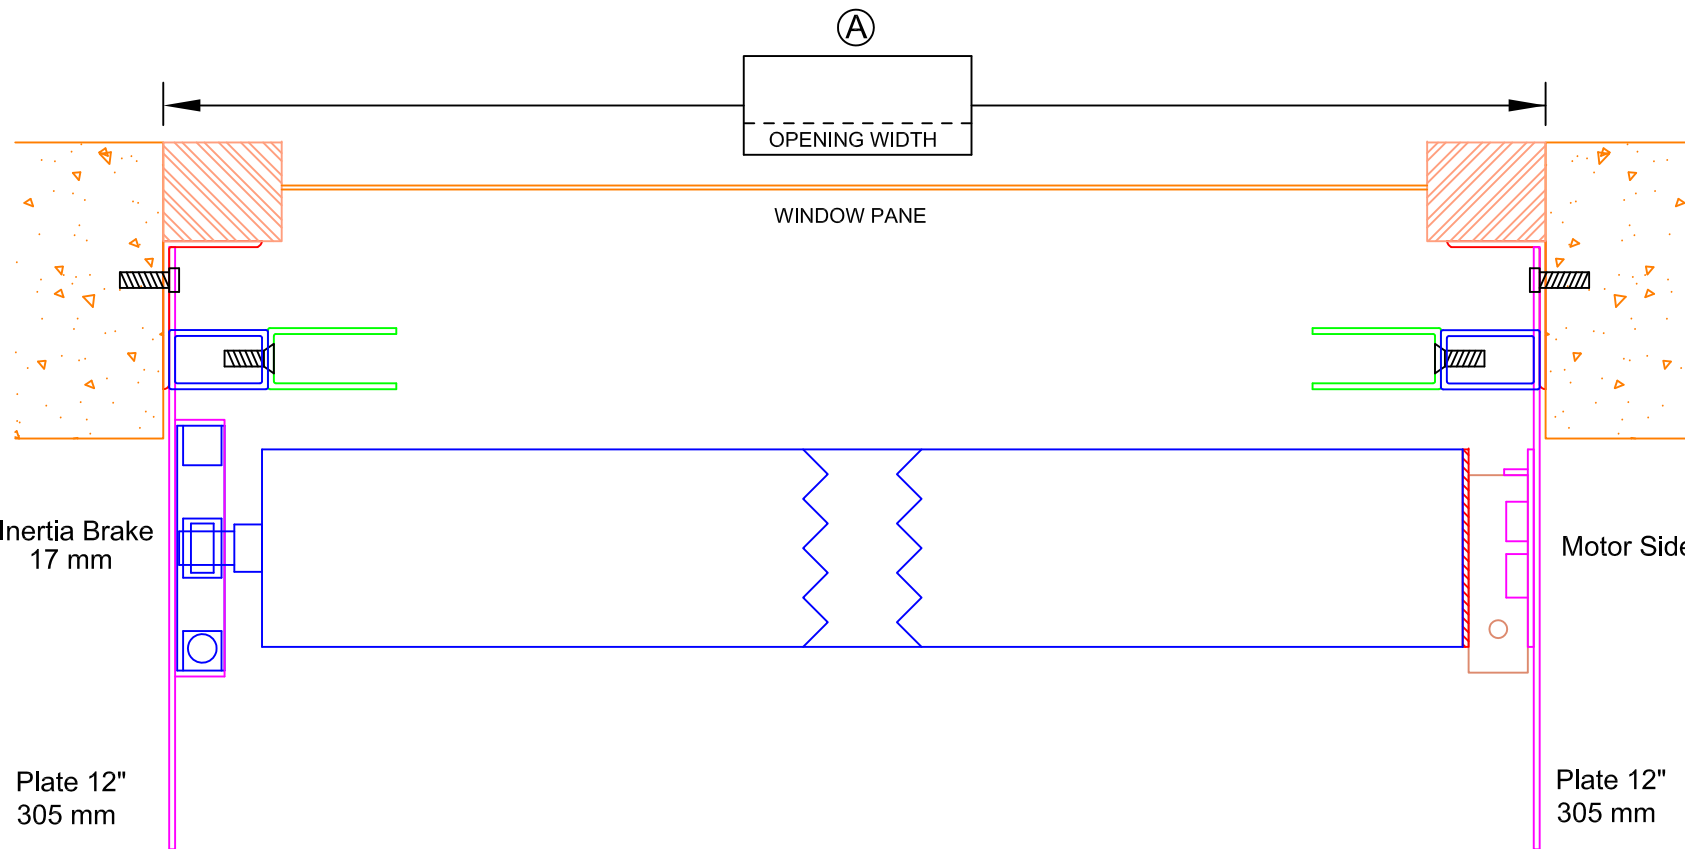 A
OPENING WIDTH
WINDOW PANE
Inertia Brake
17 mm
Motor Side
Plate 12"
305 mm
Plate 12"
305 mm